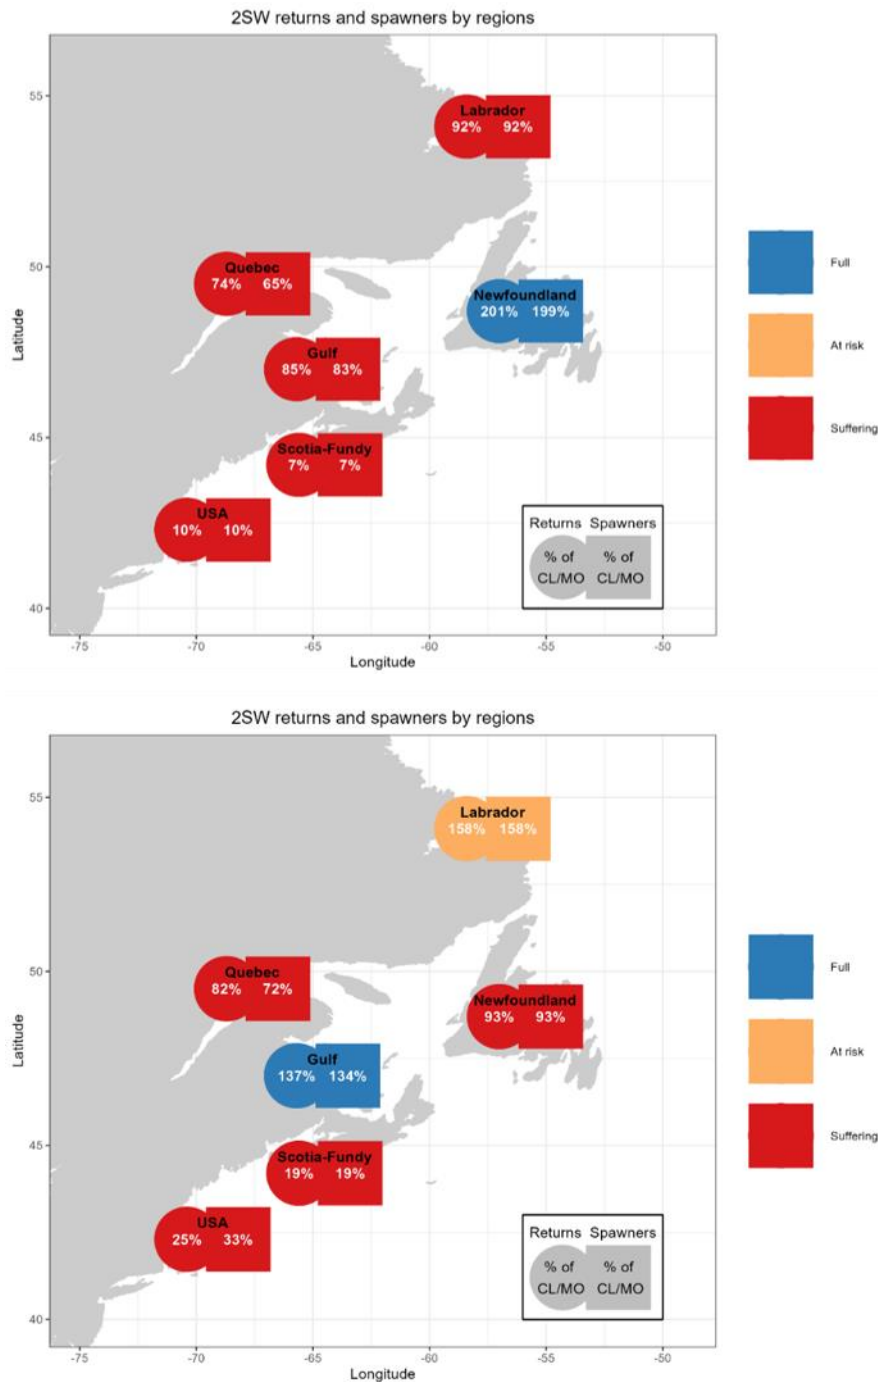 2SW returns and spawners by regions
55
Labrador
92% 92%
Full
50
Quebec
74% 65%
Newfoundland
201% 199%
At risk
Latitude
Gulf
85% 83%
Suffering
45
Scotia-Fundy
7% 7%
USA
10% 10%
Returns Spawners
% of % of
CL/MO CL/MO
40
-75 -70 -65 -60 -55 -50
Longitude
2SW returns and spawners by regions
55
Labrador
158% 158%
Full
50
Quebec
82% 72%
Newfoundland
93% 93%
At risk
Latitude
Gulf
137% 134%
Suffering
45
Scotia-Fundy
19% 19%
USA
25% 33%
Returns Spawners
% of % of
CL/MO CL/MO
40
-75 -70 -65 -60 -55 -50
Longitude